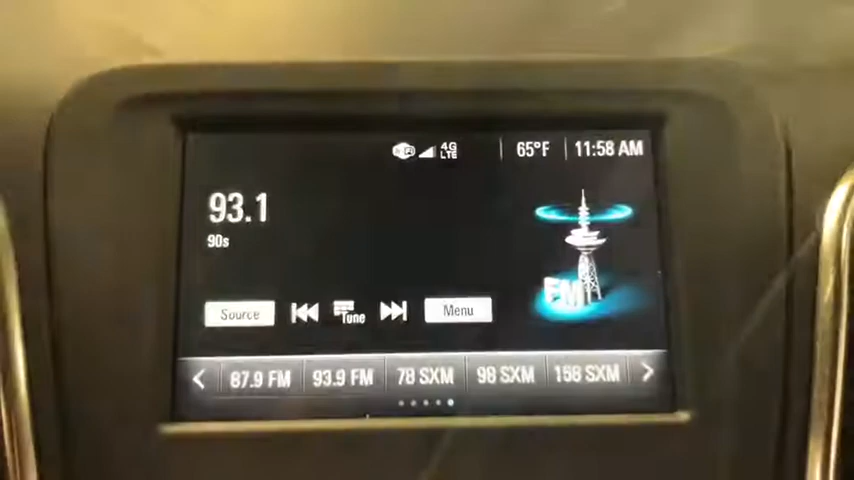 WiFi 4G LTE 65°F 11:58 AM
93.1
90s
FM
Source Tune Menu
87.9 FM 93.9 FM 78 SXM 98 SXM 158 SXM